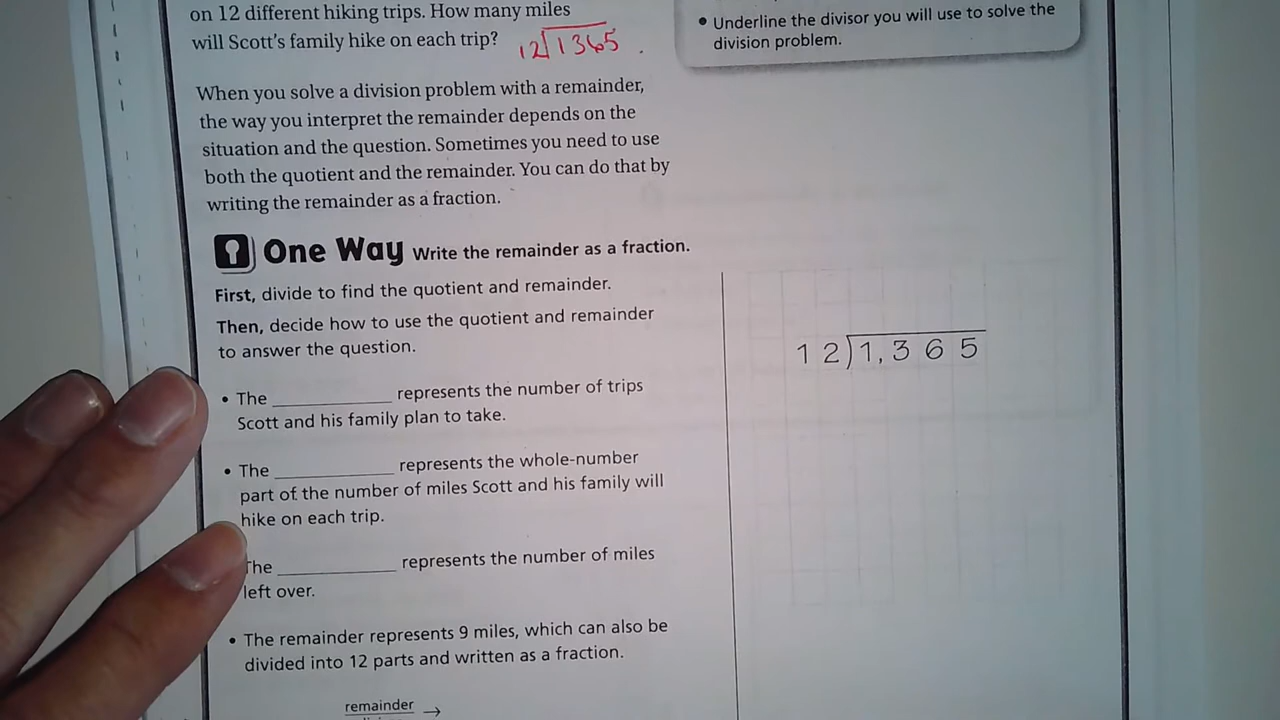 on 12 different hiking trips. How many miles
will Scott's family hike on each trip? 12 1365
• Underline the divisor you will use to solve the
division problem.
When you solve a division problem with a remainder,
the way you interpret the remainder depends on the
situation and the question. Sometimes you need to use
both the quotient and the remainder. You can do that by
writing the remainder as a fraction.
One Way Write the remainder as a fraction.
First, divide to find the quotient and remainder.
Then, decide how to use the quotient and remainder
to answer the question.
• The ____________ represents the number of trips
Scott and his family plan to take.
• The ____________ represents the whole-number
part of the number of miles Scott and his family will
hike on each trip.
The ____________ represents the number of miles
left over.
• The remainder represents 9 miles, which can also be
divided into 12 parts and written as a fraction.
remainder →
12)1,365